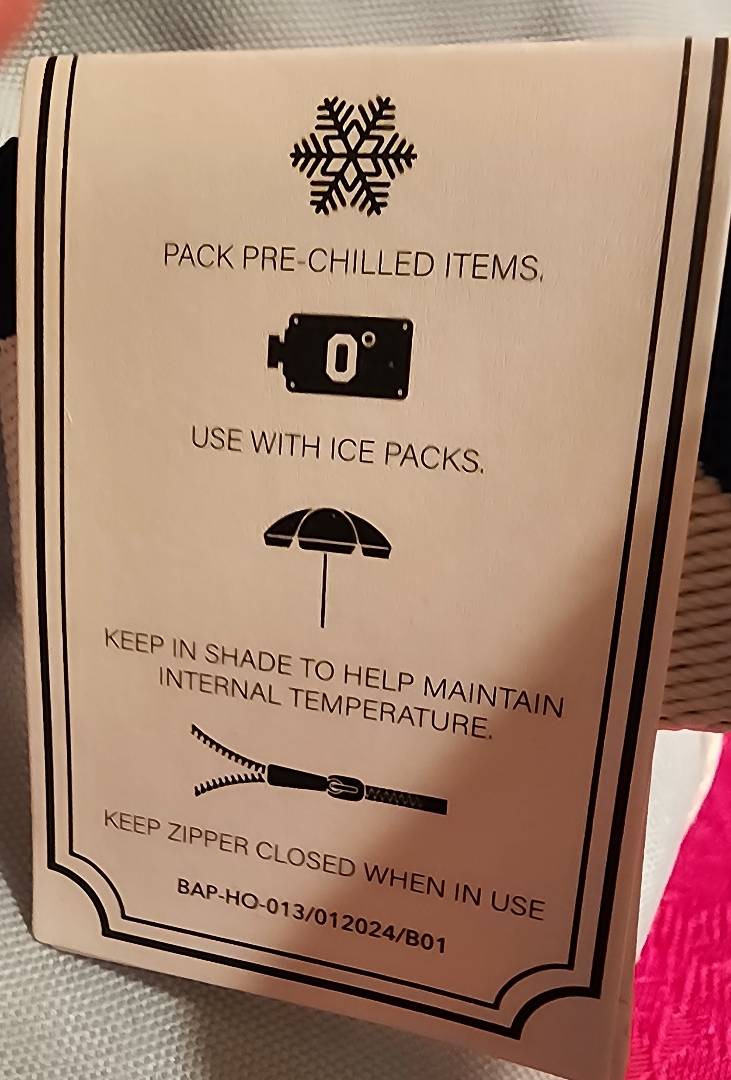 PACK PRE-CHILLED ITEMS.
0°
USE WITH ICE PACKS.
KEEP IN SHADE TO HELP MAINTAIN
INTERNAL TEMPERATURE.
KEEP ZIPPER CLOSED WHEN IN USE
BAP-HO-013/012024/B01